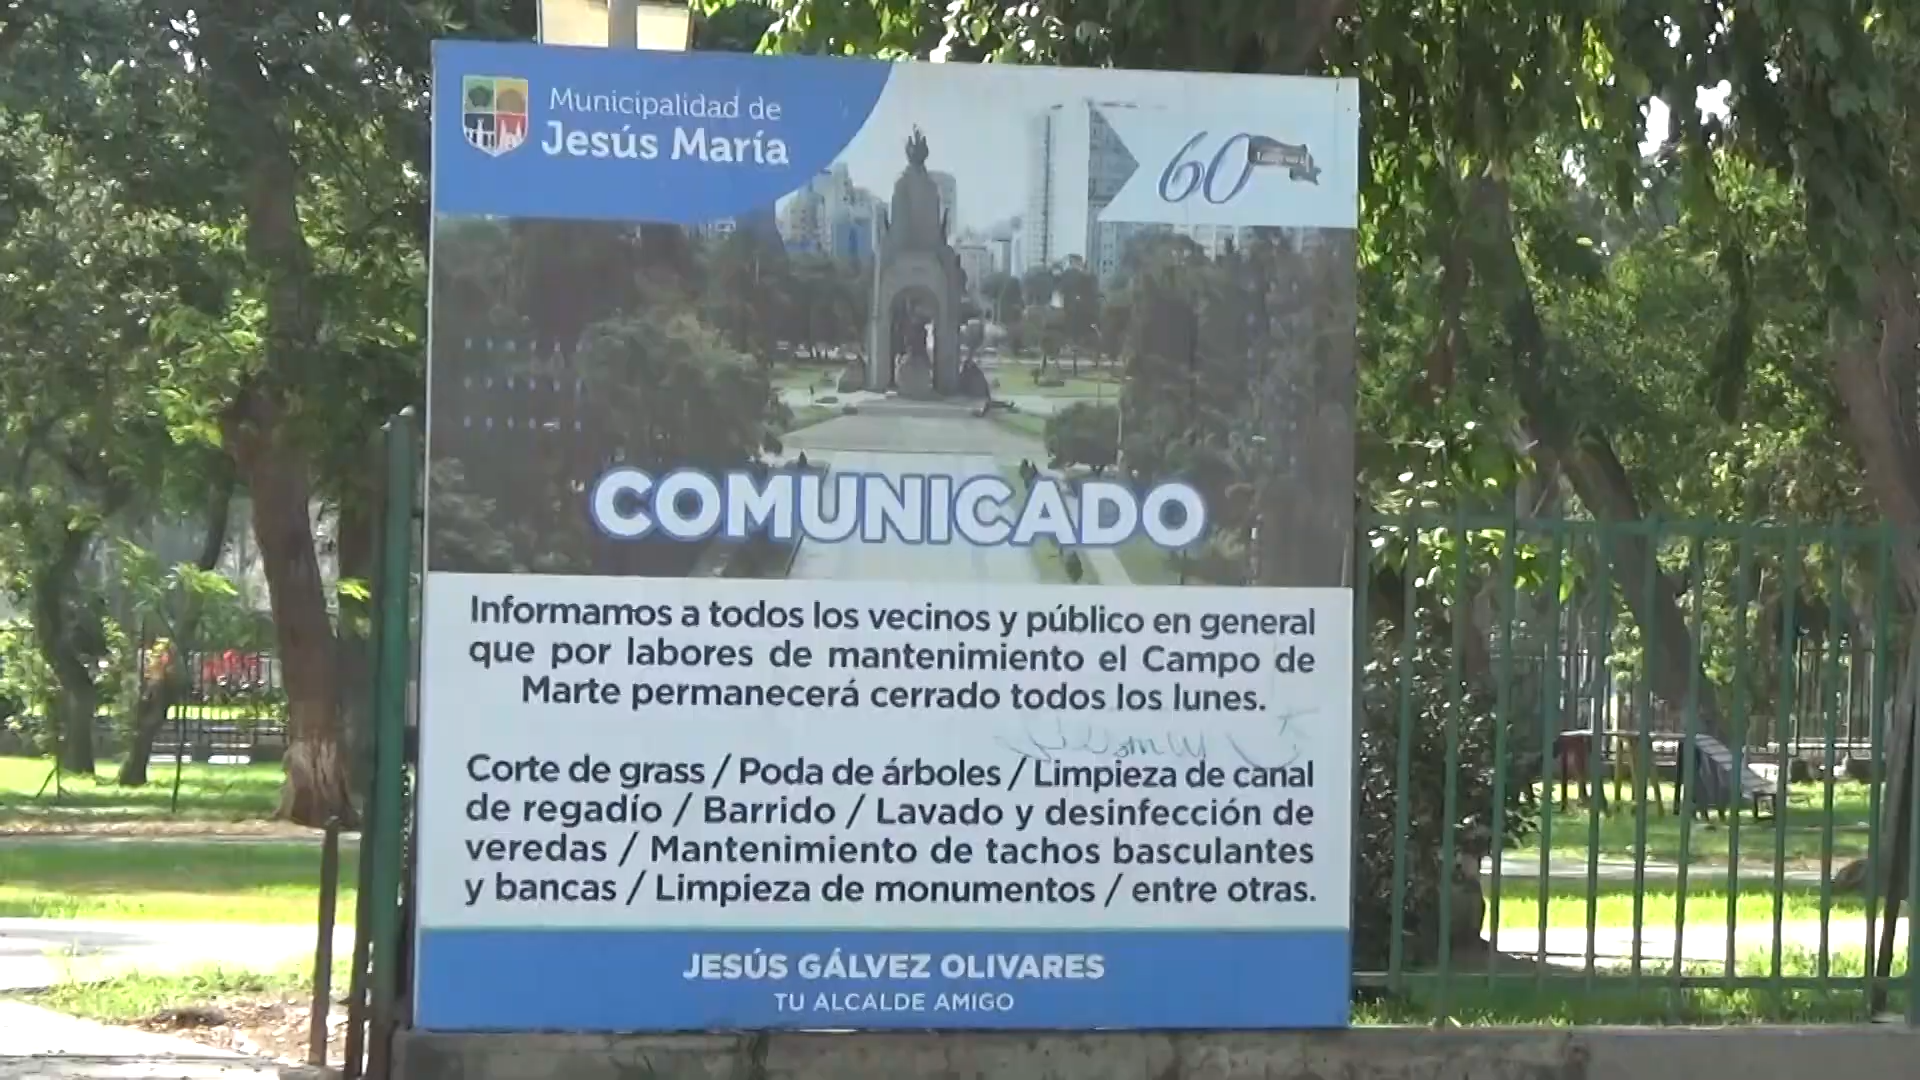 Municipalidad de
Jesús María
60
COMUNICADO
Informamos a todos los vecinos y público en general
que por labores de mantenimiento el Campo de
Marte permanecerá cerrado todos los lunes.
Corte de grass / Poda de árboles / Limpieza de canal
de regadío / Barrido / Lavado y desinfección de
veredas / Mantenimiento de tachos basculantes
y bancas / Limpieza de monumentos / entre otras.
JESÚS GÁLVEZ OLIVARES
TU ALCALDE AMIGO